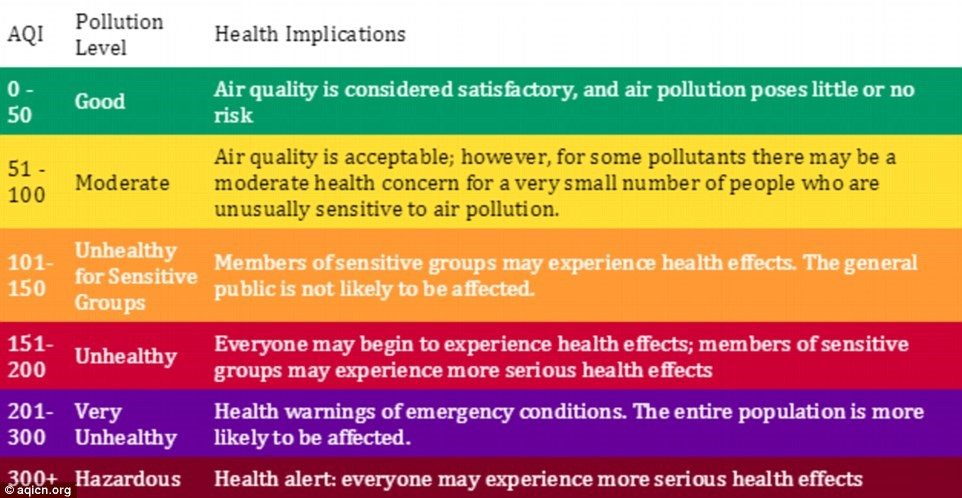 AQI Pollution Level Health Implications
0 - 50 Good Air quality is considered satisfactory, and air pollution poses little or no
risk
51 - 100 Moderate Air quality is acceptable; however, for some pollutants there may be a
moderate health concern for a very small number of people who are
unusually sensitive to air pollution.
101-150 Unhealthy for Sensitive Groups Members of sensitive groups may experience health effects. The general
public is not likely to be affected.
151-200 Unhealthy Everyone may begin to experience health effects; members of sensitive
groups may experience more serious health effects
201-300 Very Unhealthy Health warnings of emergency conditions. The entire population is more
likely to be affected.
300+ Hazardous Health alert: everyone may experience more serious health effects
© aqicn.org